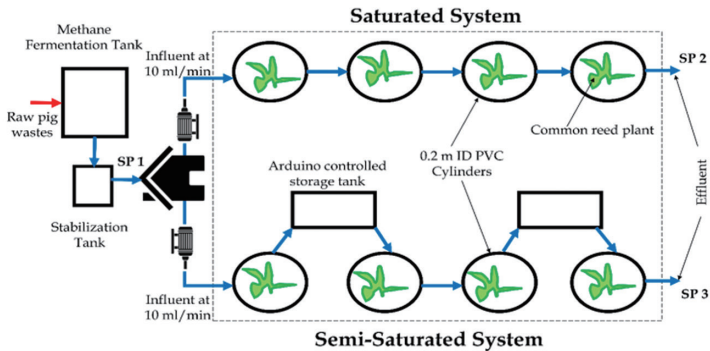 Saturated System
Methane
Fermentation Tank
Influent at
10 ml/min
SP 2
Raw pig
wastes
SP 1
Common reed plant
0.2 m ID PVC
Cylinders
Arduino controlled
storage tank
Effluent
Stabilization
Tank
Influent at
10 ml/min
SP 3
Semi-Saturated System